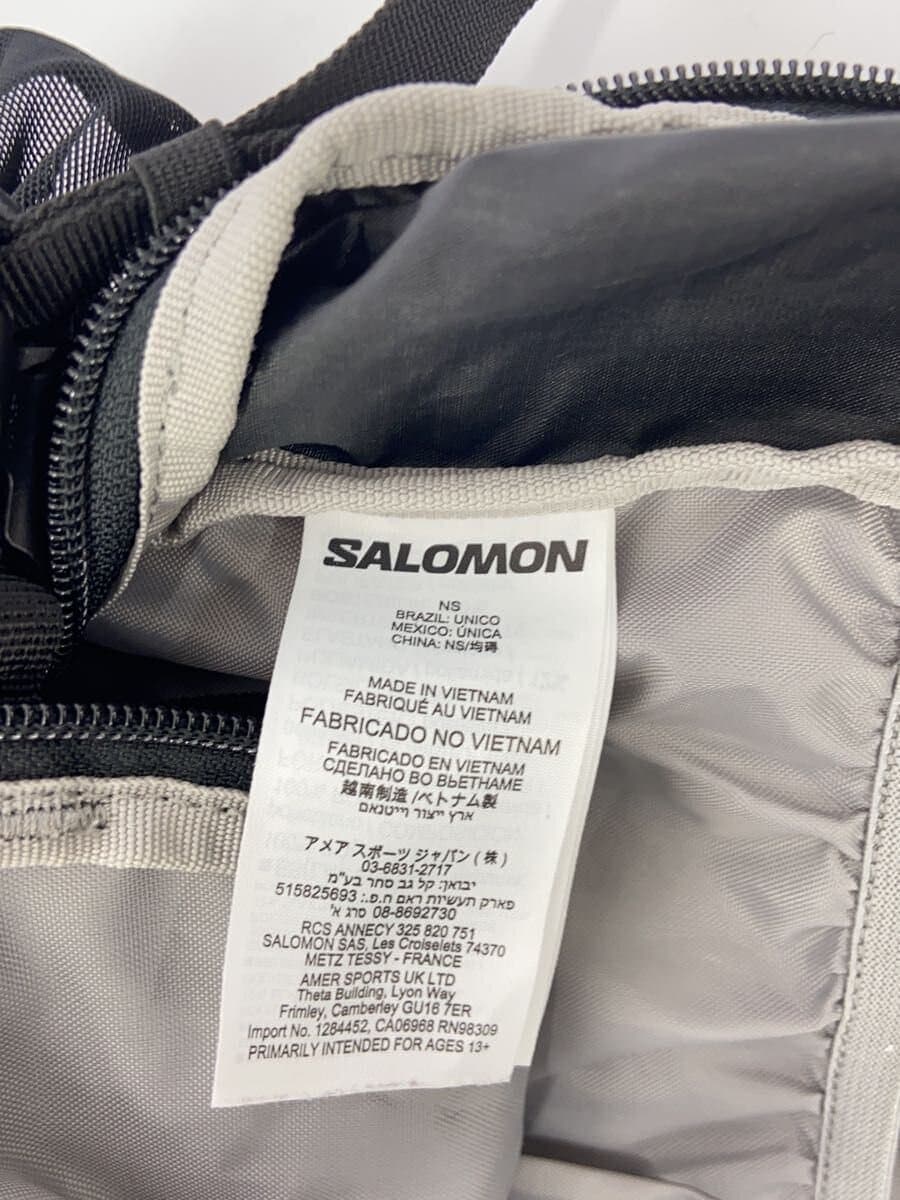 SALOMON
NS
BRAZIL: UNICO
MEXICO: ÚNICA
CHINA: NS/均碼
MADE IN VIETNAM
FABRIQUÉ AU VIETNAM
FABRICADO NO VIETNAM
FABRICADO EN VIETNAM
СДЕЛАНО ВО ВЬЕТНАМЕ
越南制造 /ベトナム製
ארץ ייצור וייטנאם
アメア スポーツ ジャパン ( 株 )
03-6831-2717
יבואן: קל גב סחר בע"מ
פארק תעשיות ראם ח.פ.: 515825693
08-8692730 סרג א'
RCS ANNECY 325 820 751
SALOMON SAS, Les Croiselets 74370
METZ TESSY - FRANCE
AMER SPORTS UK LTD
Theta Building, Lyon Way
Frimley, Camberley GU16 7ER
Import No. 1284452, CA06968 RN98309
PRIMARILY INTENDED FOR AGES 13+